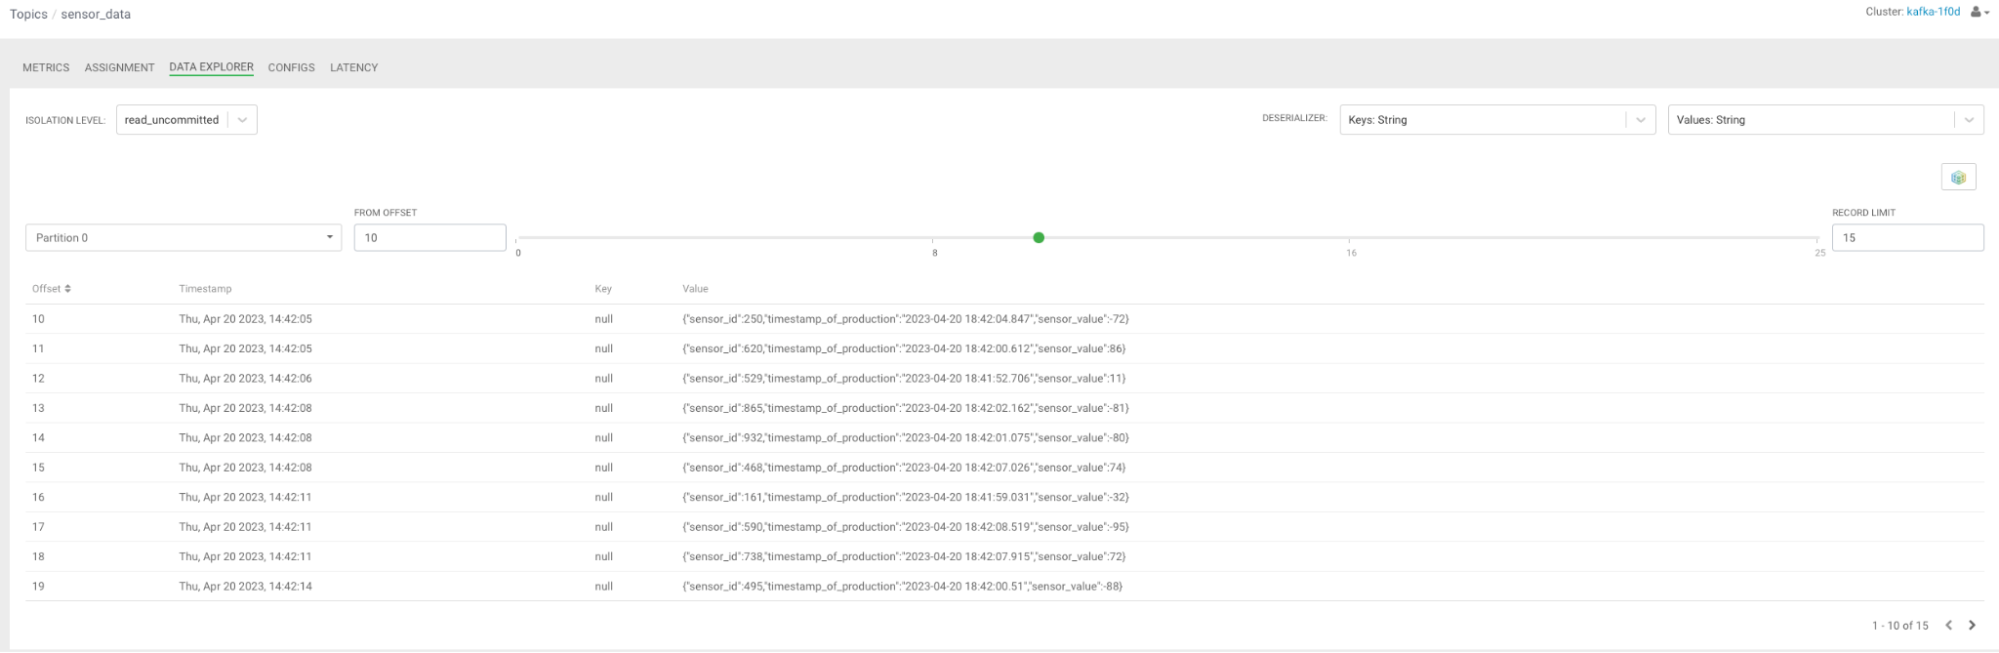 Topics / sensor_data
Cluster: kafka-1f0d
METRICS ASSIGNMENT DATA EXPLORER CONFIGS LATENCY
ISOLATION LEVEL: read_uncommitted
DESERIALIZER: Keys: String Values: String
FROM OFFSET RECORD LIMIT
Partition 0 10 15
0 8 16 25
Offset Timestamp Key Value
10 Thu, Apr 20 2023, 14:42:05 null {"sensor_id":250,"timestamp_of_production":"2023-04-20 18:42:04.847","sensor_value":-72}
11 Thu, Apr 20 2023, 14:42:05 null {"sensor_id":620,"timestamp_of_production":"2023-04-20 18:42:00.612","sensor_value":86}
12 Thu, Apr 20 2023, 14:42:06 null {"sensor_id":529,"timestamp_of_production":"2023-04-20 18:41:52.706","sensor_value":11}
13 Thu, Apr 20 2023, 14:42:08 null {"sensor_id":865,"timestamp_of_production":"2023-04-20 18:42:02.162","sensor_value":-81}
14 Thu, Apr 20 2023, 14:42:08 null {"sensor_id":932,"timestamp_of_production":"2023-04-20 18:42:01.075","sensor_value":-80}
15 Thu, Apr 20 2023, 14:42:08 null {"sensor_id":468,"timestamp_of_production":"2023-04-20 18:42:07.026","sensor_value":74}
16 Thu, Apr 20 2023, 14:42:11 null {"sensor_id":161,"timestamp_of_production":"2023-04-20 18:41:59.031","sensor_value":-32}
17 Thu, Apr 20 2023, 14:42:11 null {"sensor_id":590,"timestamp_of_production":"2023-04-20 18:42:08.519","sensor_value":-95}
18 Thu, Apr 20 2023, 14:42:11 null {"sensor_id":738,"timestamp_of_production":"2023-04-20 18:42:07.915","sensor_value":72}
19 Thu, Apr 20 2023, 14:42:14 null {"sensor_id":495,"timestamp_of_production":"2023-04-20 18:42:00.51","sensor_value":-88}
1 - 10 of 15